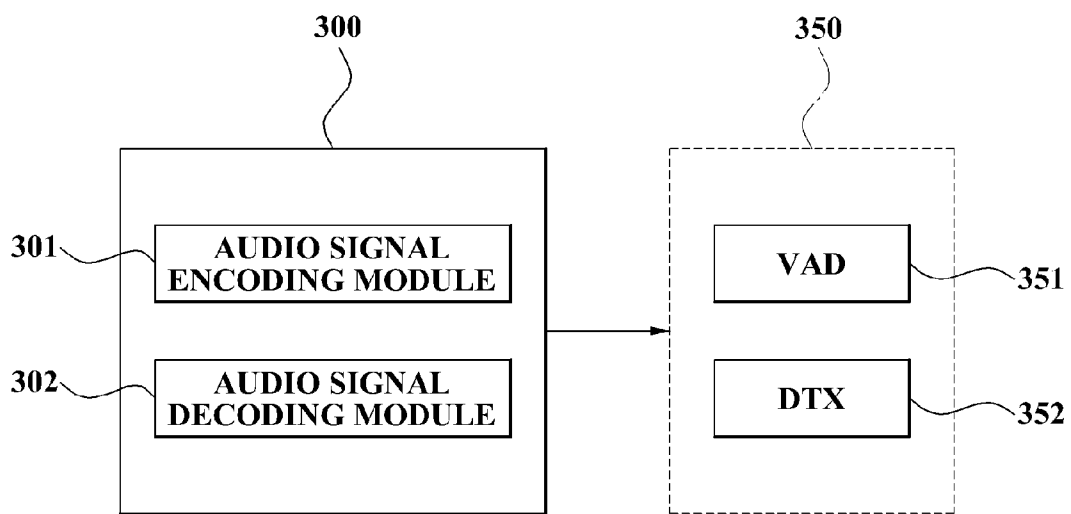 300
350
301
AUDIO SIGNAL
ENCODING MODULE
VAD
351
302
AUDIO SIGNAL
DECODING MODULE
DTX
352